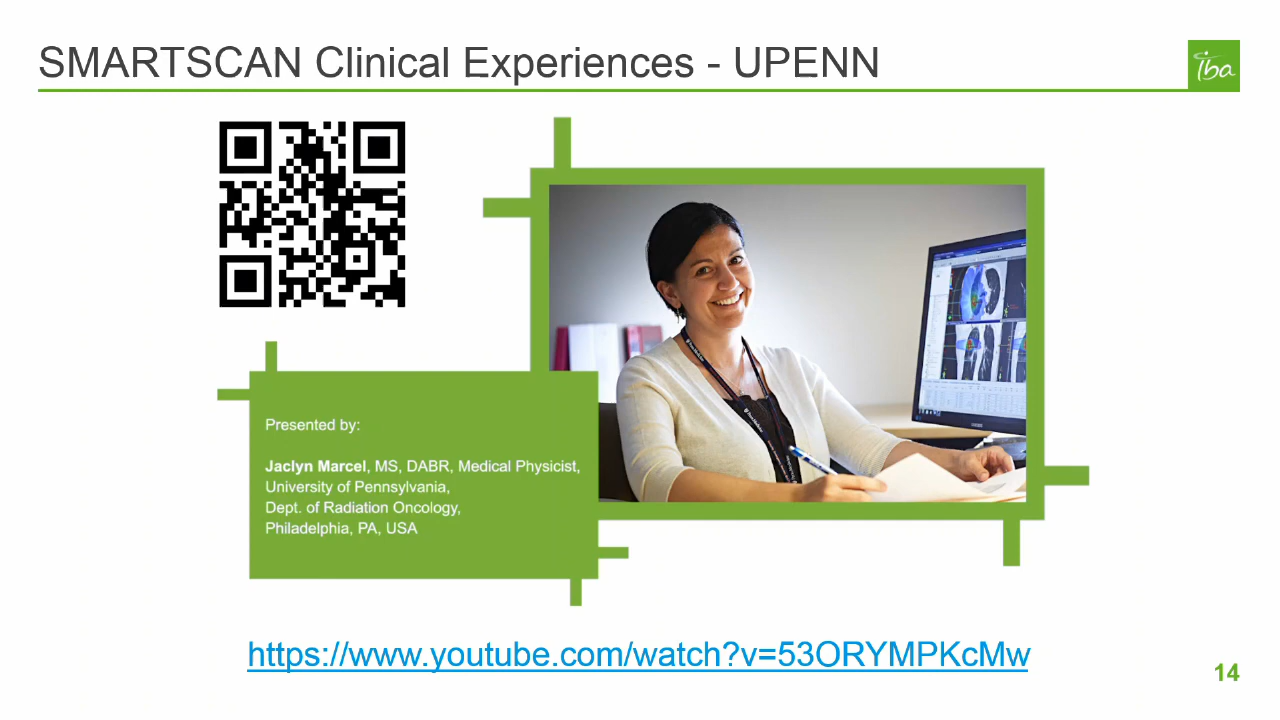 SMARTSCAN Clinical Experiences - UPENN
iba
Presented by:
Jaclyn Marcel, MS, DABR, Medical Physicist,
University of Pennsylvania,
Dept. of Radiation Oncology,
Philadelphia, PA, USA
https://www.youtube.com/watch?v=53ORYMPKcMw
14